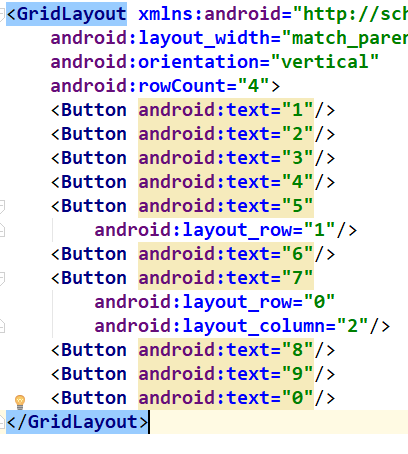 <GridLayout xmlns:android="http://sch
    android:layout_width="match_paren
    android:orientation="vertical"
    android:rowCount="4">
    <Button android:text="1"/>
    <Button android:text="2"/>
    <Button android:text="3"/>
    <Button android:text="4"/>
    <Button android:text="5"
        android:layout_row="1"/>
    <Button android:text="6"/>
    <Button android:text="7"
        android:layout_row="0"
        android:layout_column="2"/>
    <Button android:text="8"/>
    <Button android:text="9"/>
    <Button android:text="0"/>
</GridLayout>